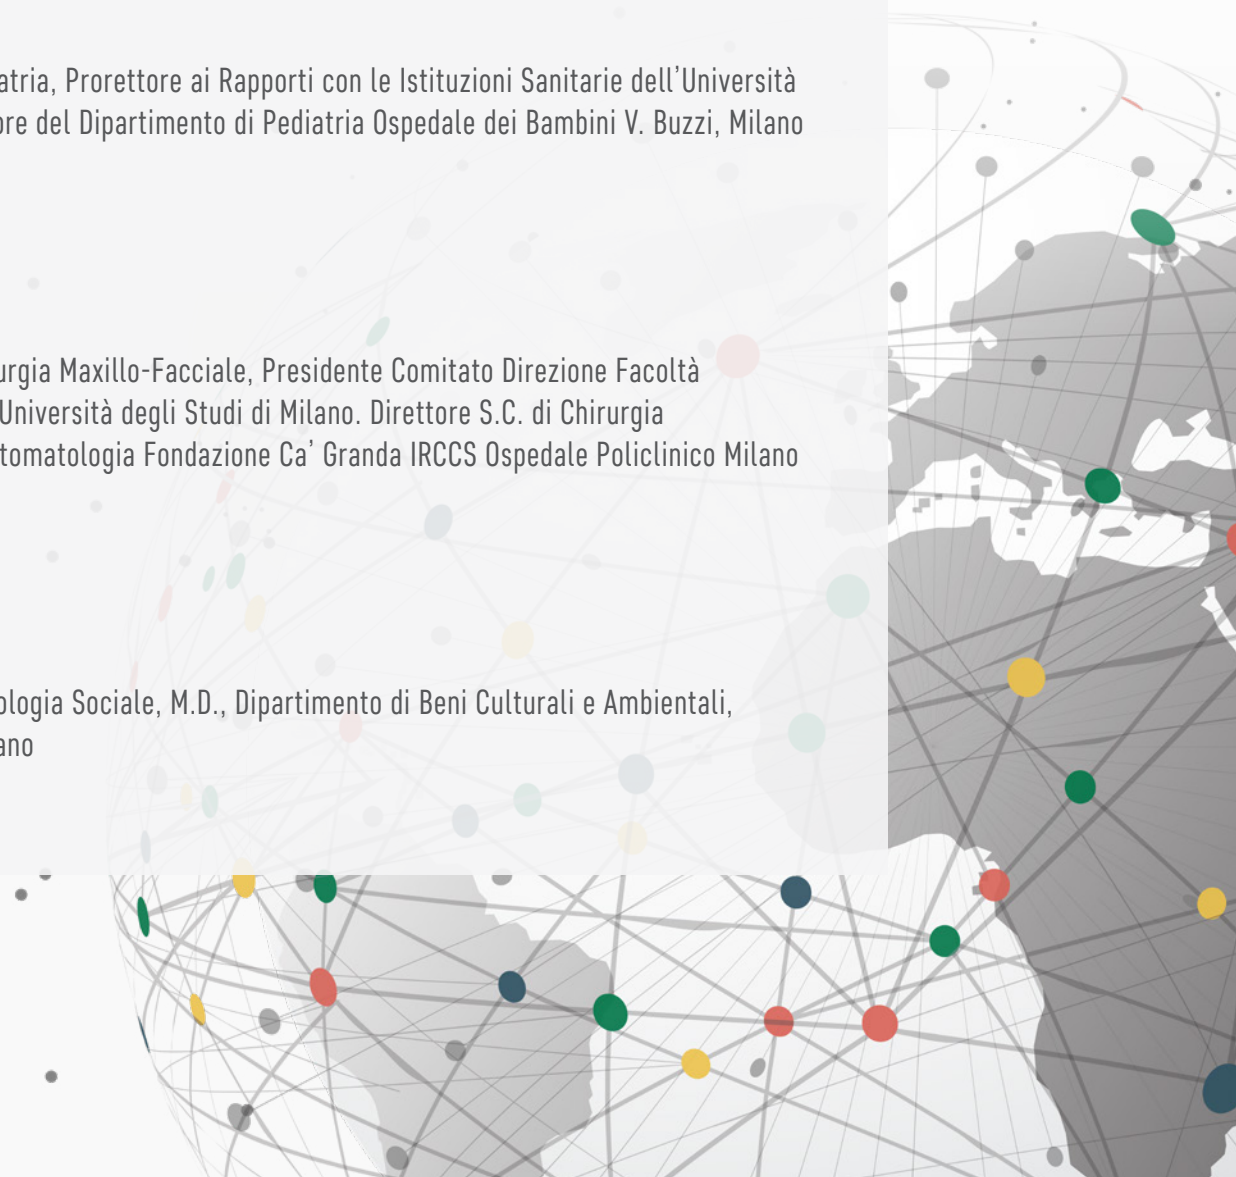 atria, Prorettore ai Rapporti con le Istituzioni Sanitarie dell’Università
ore del Dipartimento di Pediatria Ospedale dei Bambini V. Buzzi, Milano
urgia Maxillo-Facciale, Presidente Comitato Direzione Facoltà
Università degli Studi di Milano. Direttore S.C. di Chirurgia
tomatologia Fondazione Ca’ Granda IRCCS Ospedale Policlinico Milano
ologia Sociale, M.D., Dipartimento di Beni Culturali e Ambientali,
ano